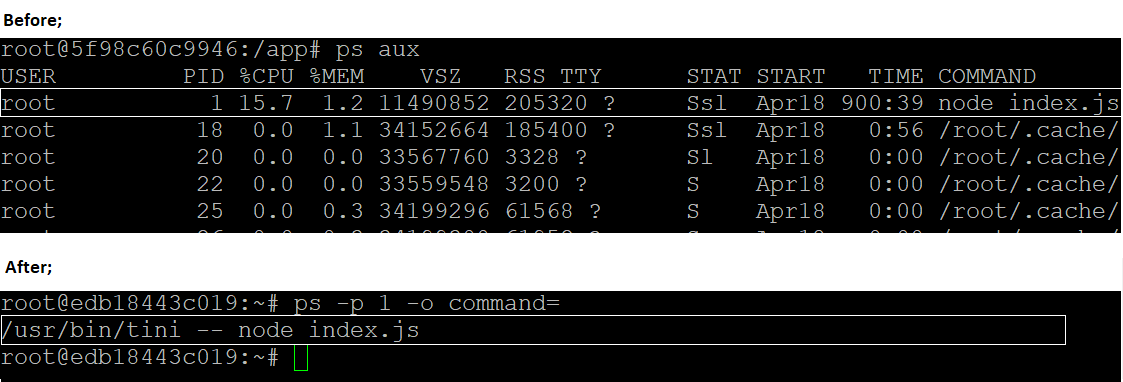 Before;
root@5f98c60c9946:/app# ps aux
USER PID %CPU %MEM VSZ RSS TTY STAT START TIME COMMAND
root 1 15.7 1.2 11490852 205320 ? Ssl Apr18 900:39 node index.js
root 18 0.0 1.1 34152664 185400 ? Ssl Apr18 0:56 /root/.cache/
root 20 0.0 0.0 33567760 3328 ? Sl Apr18 0:00 /root/.cache/
root 22 0.0 0.0 33559548 3200 ? S Apr18 0:00 /root/.cache/
root 25 0.0 0.3 34199296 61568 ? S Apr18 0:00 /root/.cache/
After;
root@edb18443c019:~# ps -p 1 -o command=
/usr/bin/tini -- node index.js
root@edb18443c019:~#